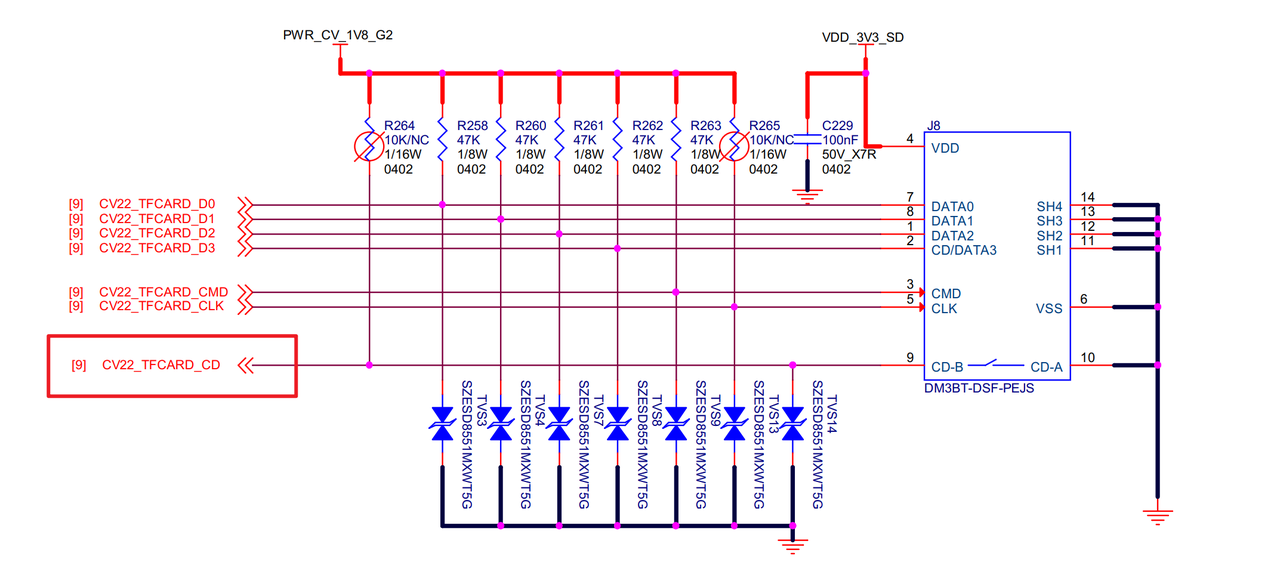 PWR_CV_1V8_G2
VDD_3V3_SD
R264
10K/NC
1/16W
0402
R258
47K
1/8W
0402
R260
47K
1/8W
0402
R261
47K
1/8W
0402
R262
47K
1/8W
0402
R263
47K
1/8W
0402
R265
10K/NC
1/16W
0402
C229
100nF
50V_X7R
0402
J8
4 VDD
[9] CV22_TFCARD_D0
[9] CV22_TFCARD_D1
[9] CV22_TFCARD_D2
[9] CV22_TFCARD_D3
[9] CV22_TFCARD_CMD
[9] CV22_TFCARD_CLK
[9] CV22_TFCARD_CD
7 DATA0 SH4 14
8 DATA1 SH3 13
1 DATA2 SH2 12
2 CD/DATA3 SH1 11
3 CMD
5 CLK VSS 6
9 CD-B CD-A 10
DM3BT-DSF-PEJS
TVS3
SZESD8551MXWT5G
TVS4
SZESD8551MXWT5G
TVS7
SZESD8551MXWT5G
TVS8
SZESD8551MXWT5G
TVS9
SZESD8551MXWT5G
TVS13
SZESD8551MXWT5G
TVS14
SZESD8551MXWT5G